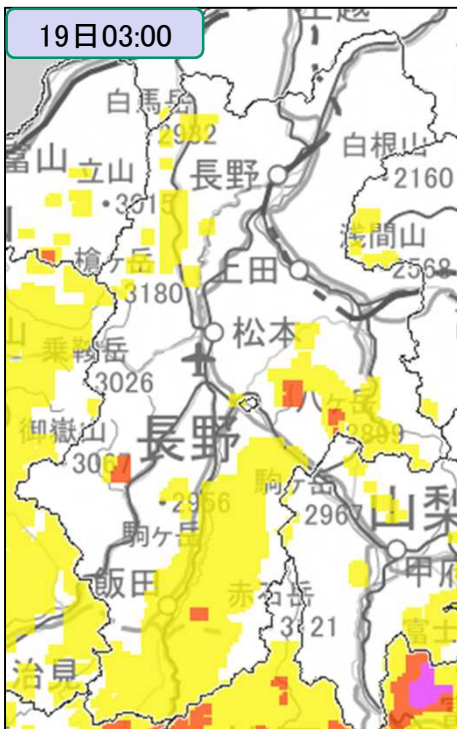 19日03:00
上越
白馬岳
2932
富山
立山
・3015
長野
白根山
・2160
浅間山
2568
槍ヶ岳
3180
上田
松本
乗鞍岳
3026
八ヶ岳
2899
御嶽山
・3067
長野
・2956
駒ヶ岳
駒ヶ岳
2967
山梨
甲府
飯田
赤石岳
3121
富士
治見